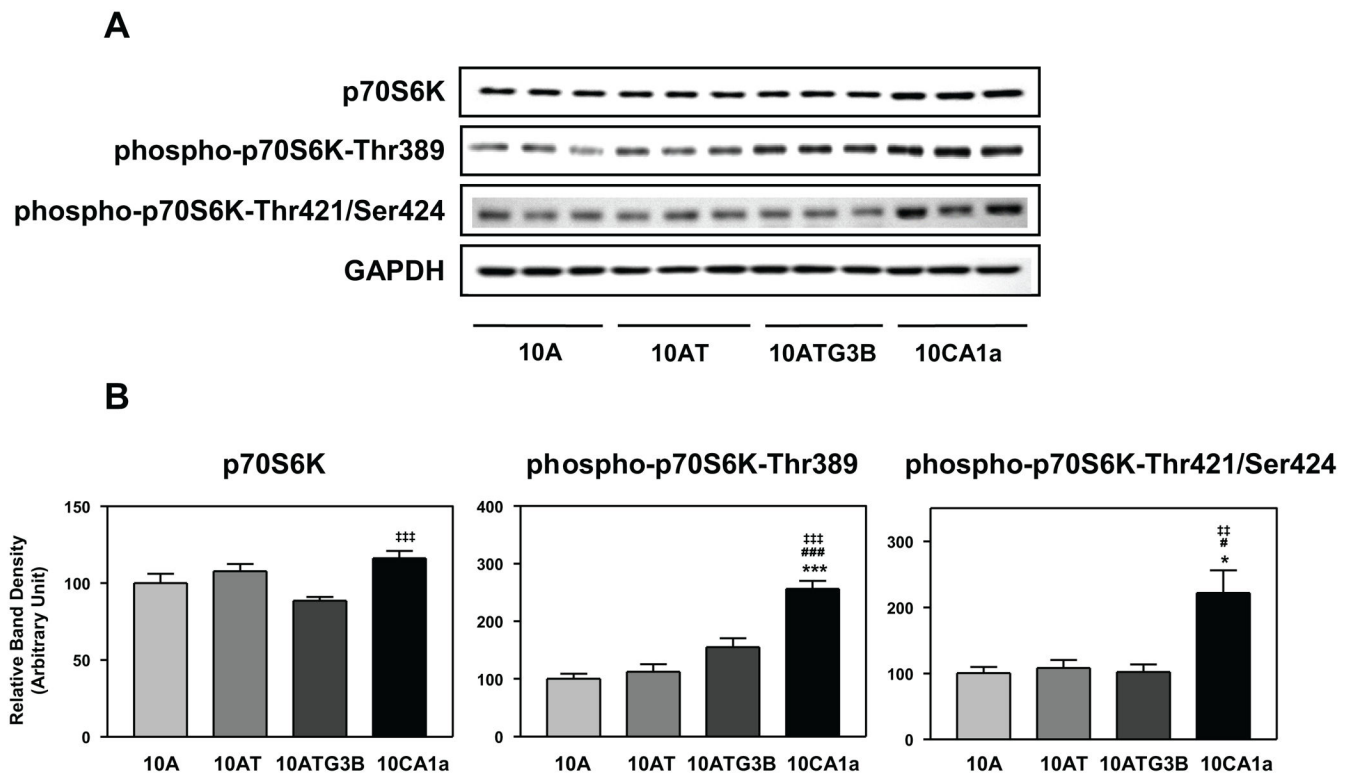 A
p70S6K
phospho-p70S6K-Thr389
phospho-p70S6K-Thr421/Ser424
GAPDH
10A 10AT 10ATG3B 10CA1a
B
p70S6K phospho-p70S6K-Thr389 phospho-p70S6K-Thr421/Ser424
Relative Band Density
(Arbitrary Unit)
150
100
50
0
‡‡‡
10A 10AT 10ATG3B 10CA1a
400
300
200
100
0
‡‡‡
###
***
10A 10AT 10ATG3B 10CA1a
300
200
100
0
‡‡
#
*
10A 10AT 10ATG3B 10CA1a